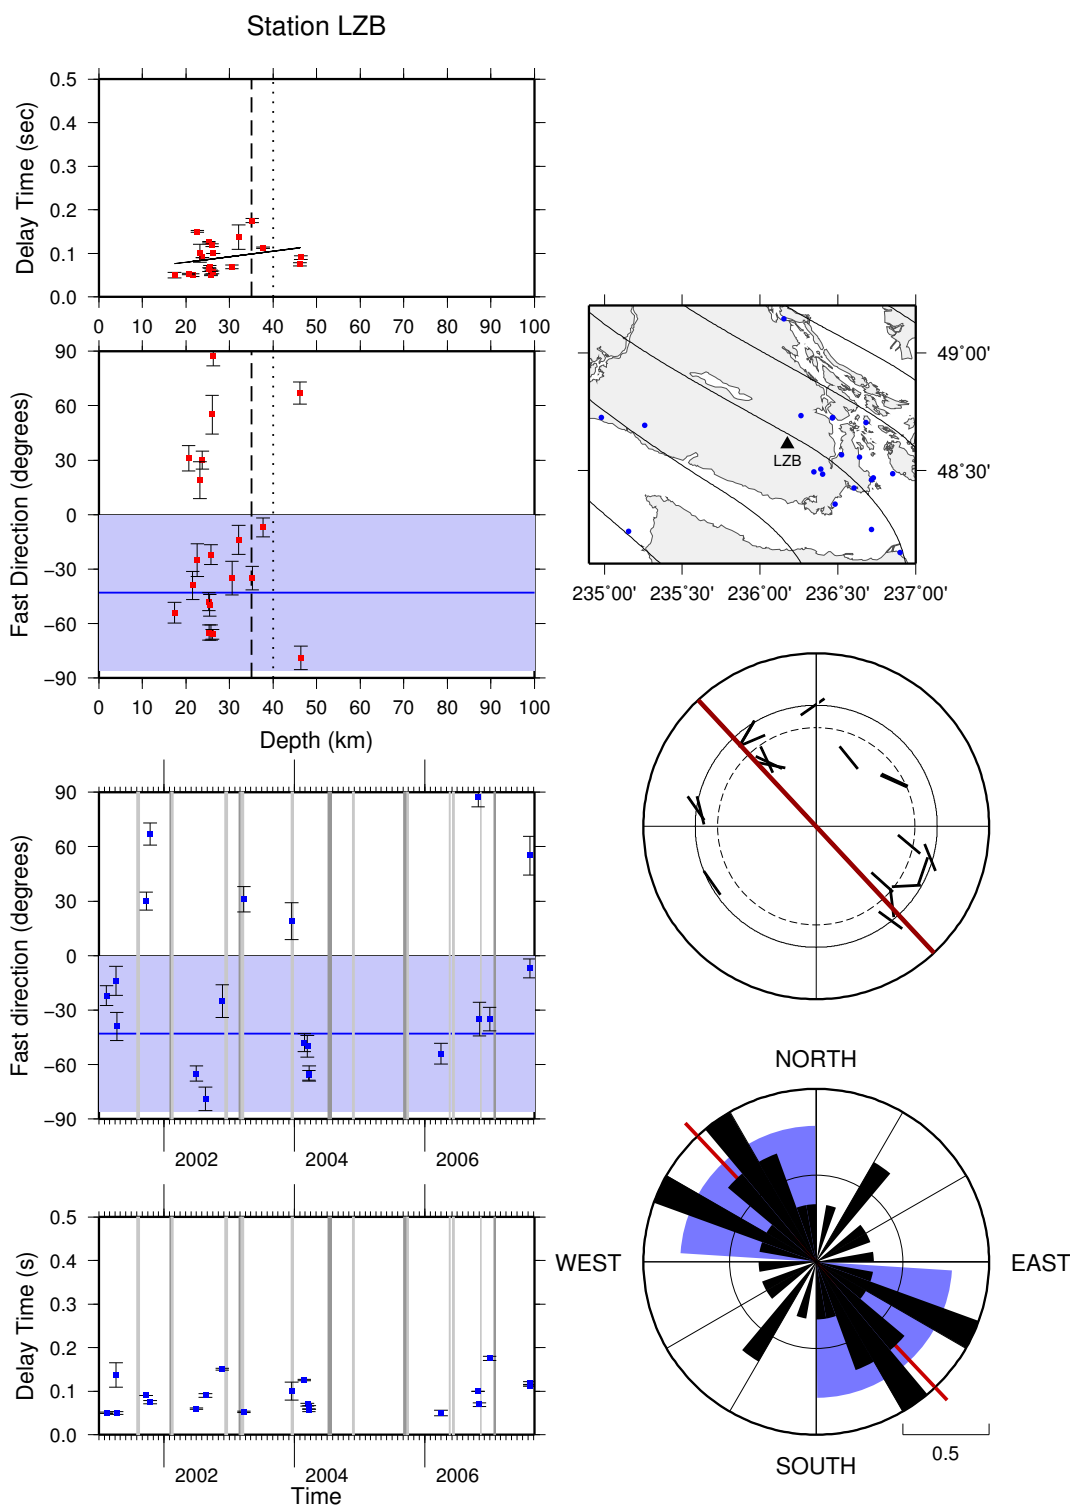 Station LZB
0.5
0.4
0.3
0.2
0.1
0.0
Delay Time (sec)
0 10 20 30 40 50 60 70 80 90 100
90
60
30
0
−30
−60
−90
Fast Direction (degrees)
0 10 20 30 40 50 60 70 80 90 100
Depth (km)
LZB
49˚00'
48˚30'
235˚00' 235˚30' 236˚00' 236˚30' 237˚00'
90
60
30
0
−30
−60
−90
Fast direction (degrees)
2002 2004 2006
0.5
0.4
0.3
0.2
0.1
0.0
Delay Time (s)
2002 2004 2006
Time
NORTH
WEST
EAST
SOUTH
0.5